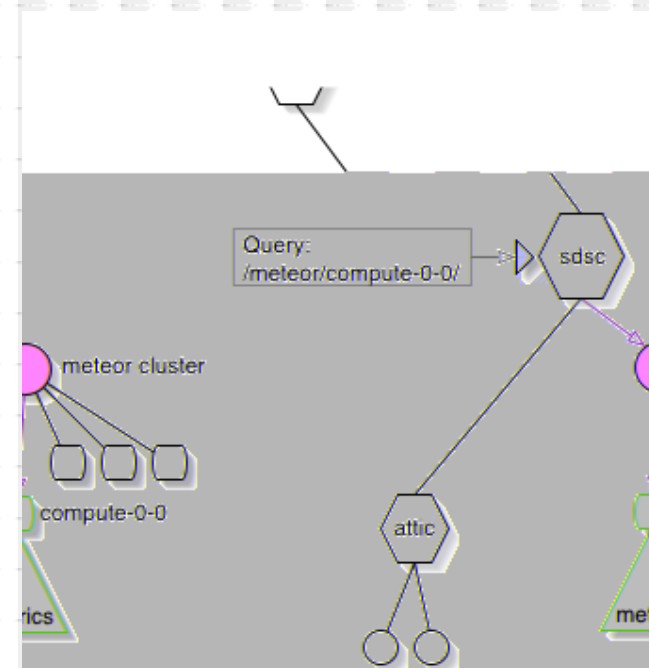 Query:
/meteor/compute-0-0/
sdsc
meteor cluster
compute-0-0
attic
rics
met